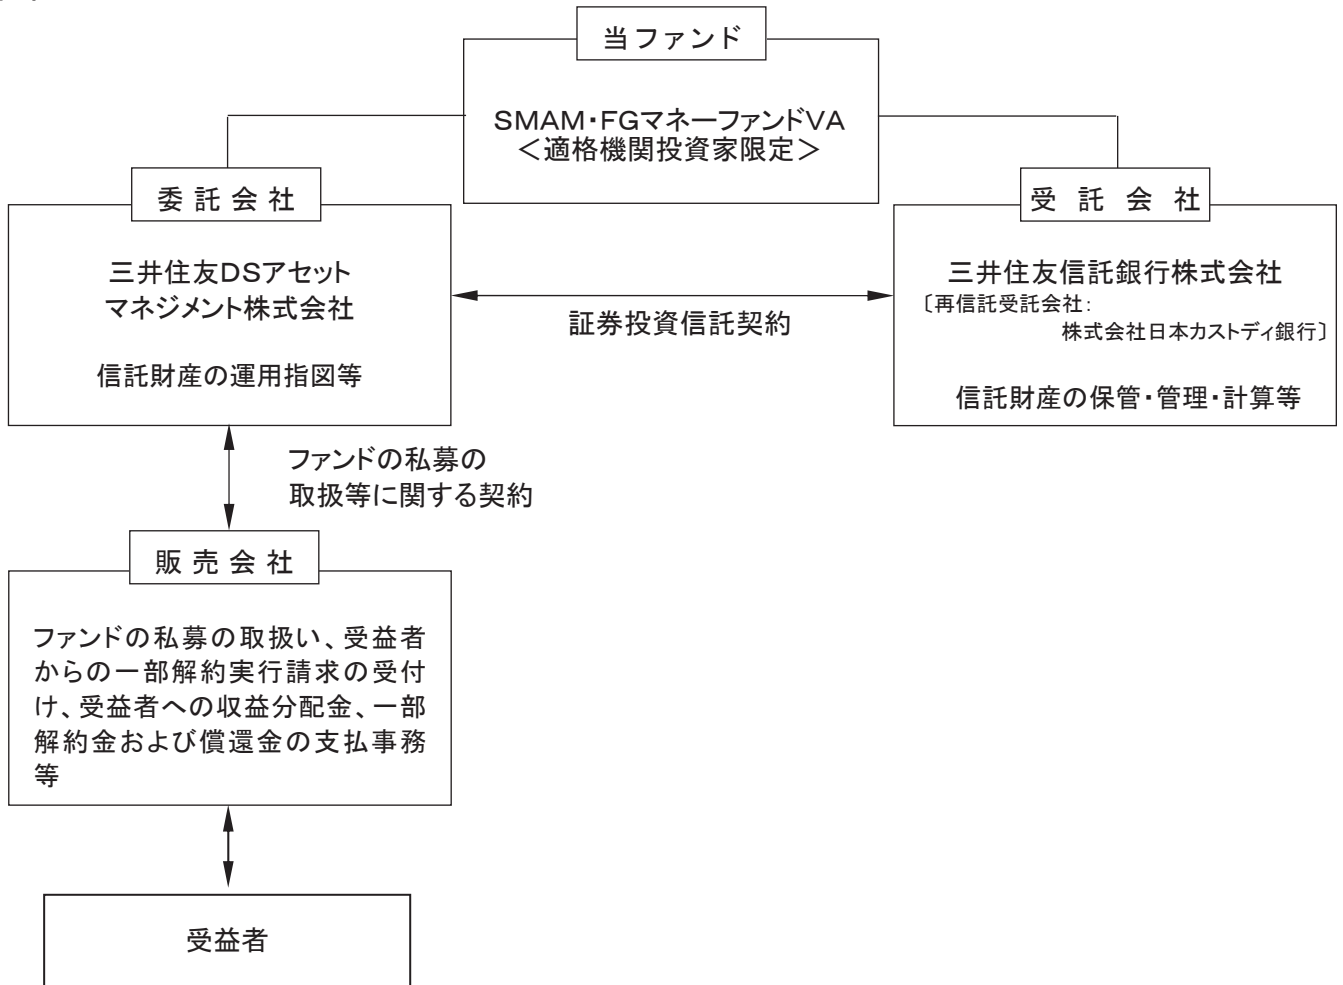 当ファンド
SMAM・FGマネーファンドVA
＜適格機関投資家限定＞
委託会社
三井住友DSアセット
マネジメント株式会社
信託財産の運用指図等
証券投資信託契約
受託会社
三井住友信託銀行株式会社
〔再信託受託会社：
株式会社日本カストディ銀行〕
信託財産の保管・管理・計算等
ファンドの私募の
取扱等に関する契約
販売会社
ファンドの私募の取扱い、受益者
からの一部解約実行請求の受付
け、受益者への収益分配金、一部
解約金および償還金の支払事務
等
受益者